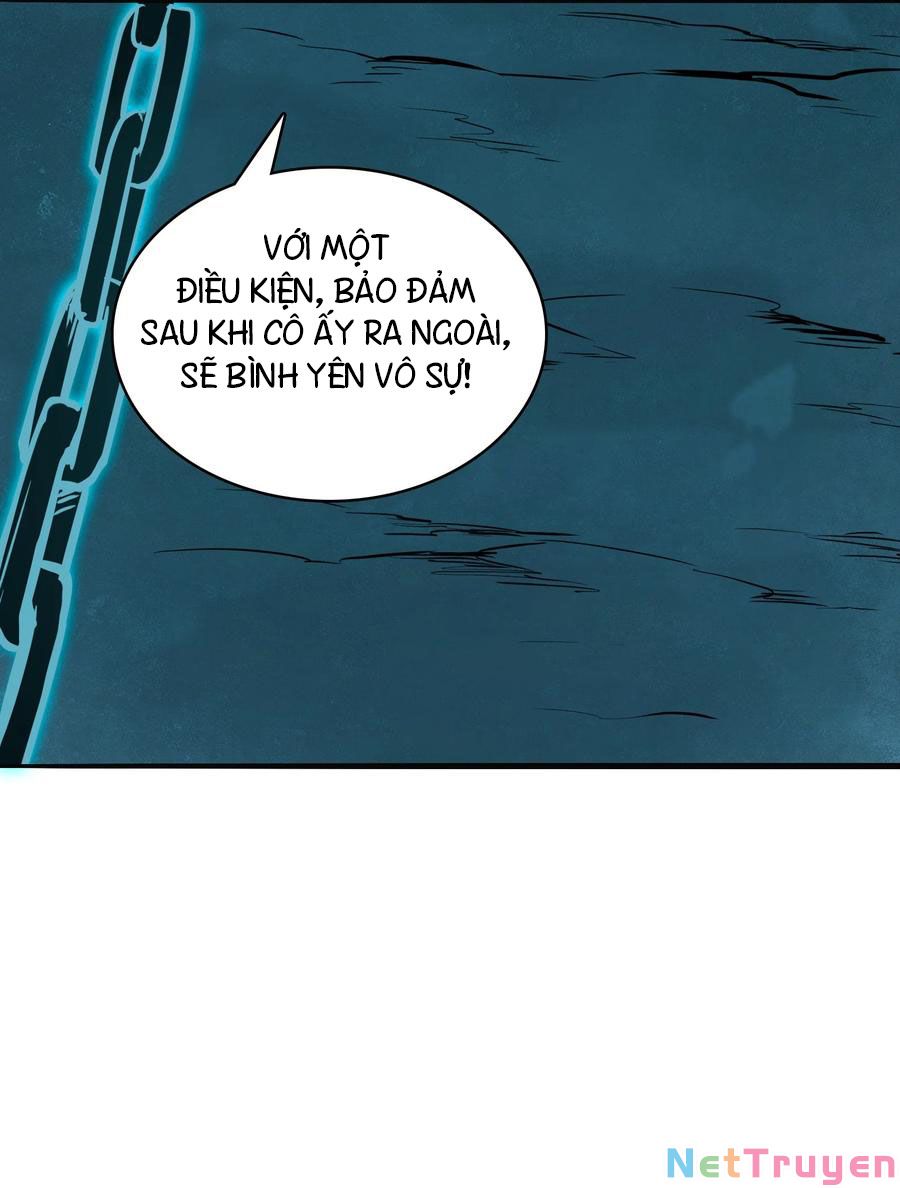 VỚI MỘT
ĐIỀU KIỆN, BẢO ĐẢM
SAU KHI CÔ ẤY RA NGOÀI,
SẼ BÌNH YÊN VÔ SỰ!
NetTruyen